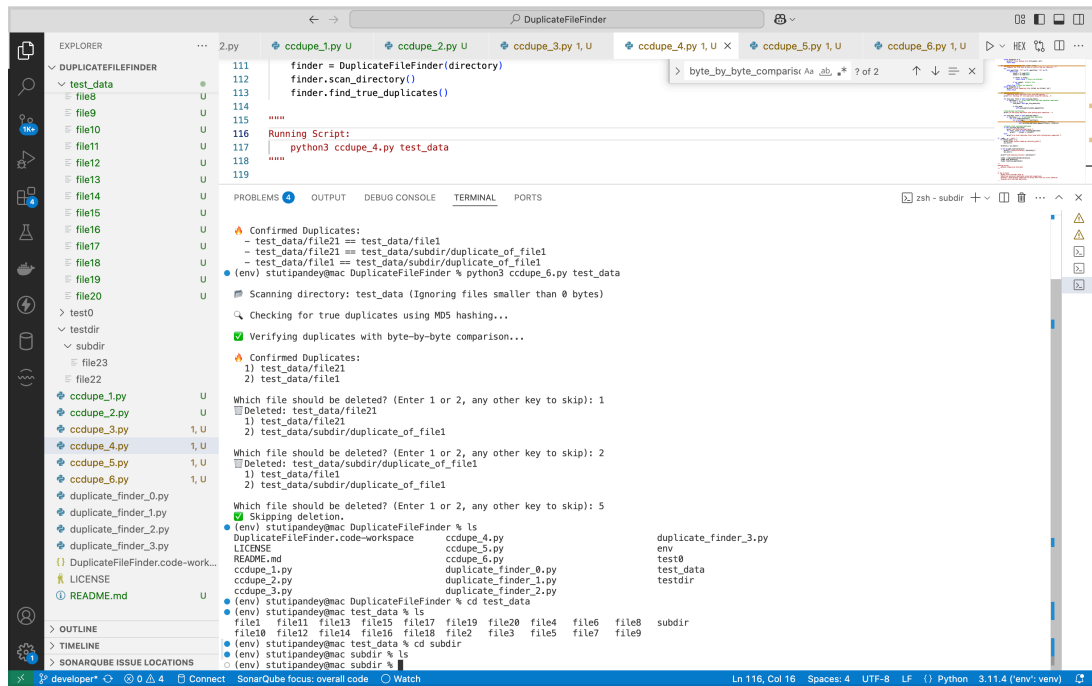 DuplicateFileFinder
EXPLORER
2.py
ccdupe_1.py U
ccdupe_2.py U
ccdupe_3.py 1, U
ccdupe_4.py 1, U
ccdupe_5.py 1, U
ccdupe_6.py 1, U
HEX
DUPLICATEFILEFINDER
test_data
file8 U
file9 U
file10 U
file11 U
file12 U
file13 U
file14 U
file15 U
file16 U
file17 U
file18 U
file19 U
file20 U
test0
testdir
subdir
file23
file22
ccdupe_1.py U
ccdupe_2.py U
ccdupe_3.py 1, U
ccdupe_4.py 1, U
ccdupe_5.py 1, U
ccdupe_6.py 1, U
duplicate_finder_0.py
duplicate_finder_1.py
duplicate_finder_2.py
duplicate_finder_3.py
{} DuplicateFileFinder.code-work...
LICENSE
README.md U
OUTLINE
TIMELINE
SONARQUBE ISSUE LOCATIONS
1K+
4
1
byte_by_byte_comparisc Aa ab .* ? of 2
111 finder = DuplicateFileFinder(directory)
112 finder.scan_directory()
113 finder.find_true_duplicates()
114
115 """
116 Running Script:
117 python3 ccdupe_4.py test_data
118 """
119
PROBLEMS 4 OUTPUT DEBUG CONSOLE TERMINAL PORTS
zsh - subdir
🔥 Confirmed Duplicates:
- test_data/file21 == test_data/file1
- test_data/file21 == test_data/subdir/duplicate_of_file1
- test_data/file1 == test_data/subdir/duplicate_of_file1
(env) stutipandey@mac DuplicateFileFinder % python3 ccdupe_6.py test_data
📂 Scanning directory: test_data (Ignoring files smaller than 0 bytes)
🔍 Checking for true duplicates using MD5 hashing...
✅ Verifying duplicates with byte-by-byte comparison...
🔥 Confirmed Duplicates:
1) test_data/file21
2) test_data/file1
Which file should be deleted? (Enter 1 or 2, any other key to skip): 1
🗑Deleted: test_data/file21
1) test_data/file21
2) test_data/subdir/duplicate_of_file1
Which file should be deleted? (Enter 1 or 2, any other key to skip): 2
🗑Deleted: test_data/subdir/duplicate_of_file1
1) test_data/file1
2) test_data/subdir/duplicate_of_file1
Which file should be deleted? (Enter 1 or 2, any other key to skip): 5
✅ Skipping deletion.
(env) stutipandey@mac DuplicateFileFinder % ls
DuplicateFileFinder.code-workspace ccdupe_4.py duplicate_finder_3.py
LICENSE ccdupe_5.py env
README.md ccdupe_6.py test0
ccdupe_1.py duplicate_finder_0.py test_data
ccdupe_2.py duplicate_finder_1.py testdir
ccdupe_3.py duplicate_finder_2.py
(env) stutipandey@mac DuplicateFileFinder % cd test_data
(env) stutipandey@mac test_data % ls
file1 file11 file13 file15 file17 file19 file20 file4 file6 file8 subdir
file10 file12 file14 file16 file18 file2 file3 file5 file7 file9
(env) stutipandey@mac test_data % cd subdir
(env) stutipandey@mac subdir % ls
(env) stutipandey@mac subdir %
developer* 0 4 Connect SonarQube focus: overall code Watch Ln 116, Col 16 Spaces: 4 UTF-8 LF {} Python 3.11.4 ('env': venv)